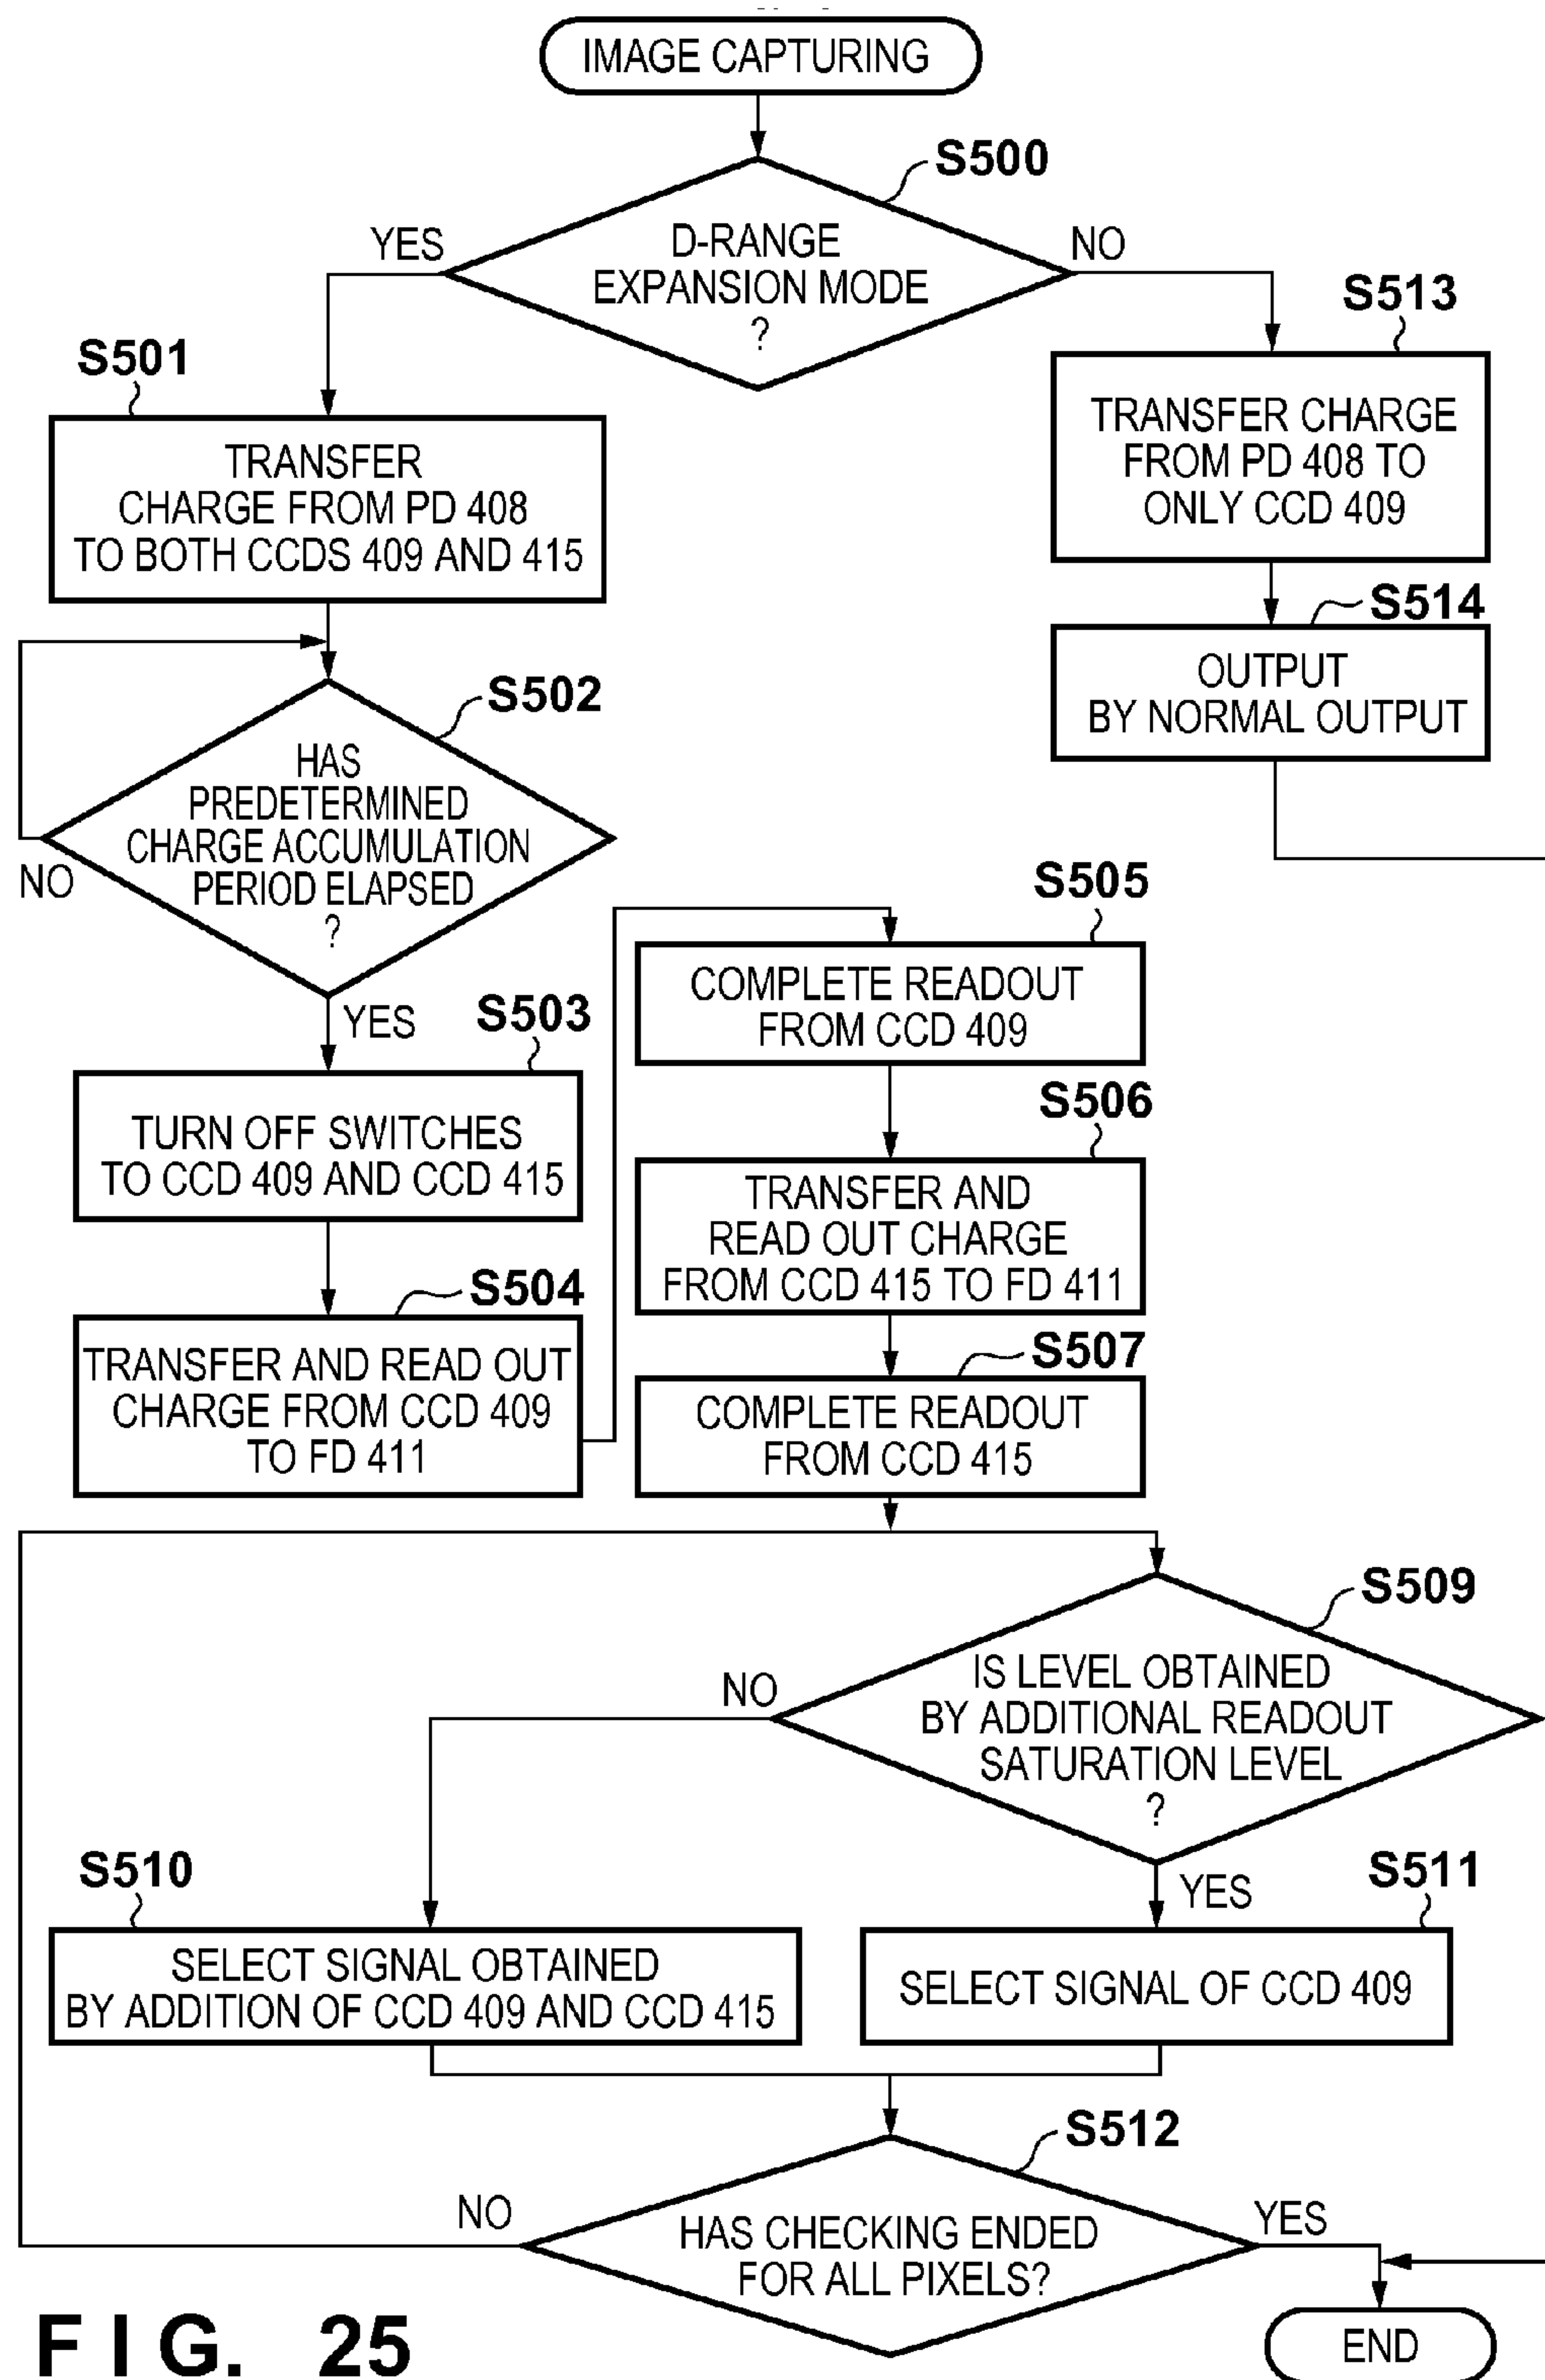 IMAGE CAPTURING
S500
D-RANGE
EXPANSION MODE
?
YES
NO
S501
TRANSFER
CHARGE FROM PD 408
TO BOTH CCDS 409 AND 415
S513
TRANSFER CHARGE
FROM PD 408 TO
ONLY CCD 409
S514
OUTPUT
BY NORMAL OUTPUT
S502
HAS
PREDETERMINED
CHARGE ACCUMULATION
PERIOD ELAPSED
?
NO
YES
S503
TURN OFF SWITCHES
TO CCD 409 AND CCD 415
S504
TRANSFER AND READ OUT
CHARGE FROM CCD 409
TO FD 411
S505
COMPLETE READOUT
FROM CCD 409
S506
TRANSFER AND
READ OUT CHARGE
FROM CCD 415 TO FD 411
S507
COMPLETE READOUT
FROM CCD 415
S509
IS LEVEL OBTAINED
BY ADDITIONAL READOUT
SATURATION LEVEL
?
NO
YES
S510
SELECT SIGNAL OBTAINED
BY ADDITION OF CCD 409 AND CCD 415
S511
SELECT SIGNAL OF CCD 409
S512
HAS CHECKING ENDED
FOR ALL PIXELS?
NO
YES
END
FIG. 25